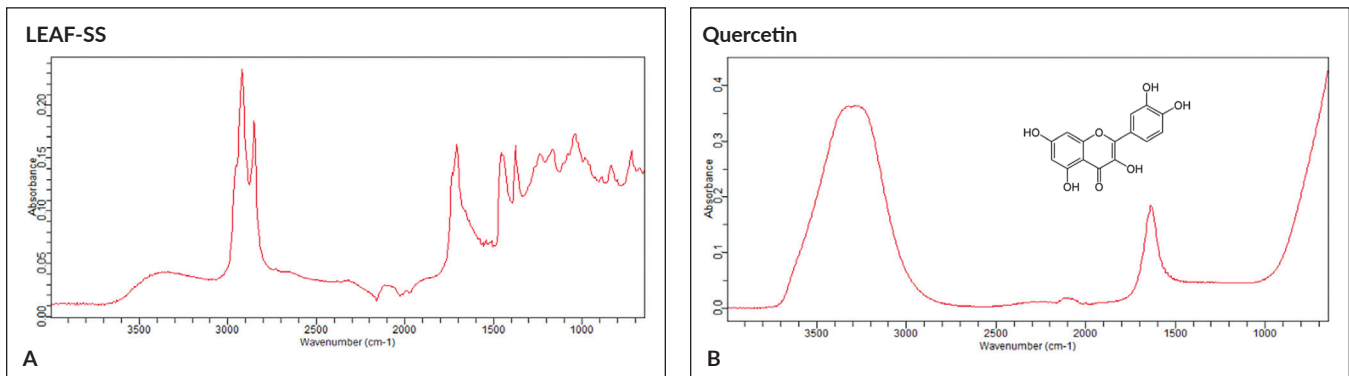 LEAF-SS
Absorbance
0.00
0.05
0.10
0.15
0.20
3500
3000
2500
2000
1500
1000
Wavenumber (cm-1)
A
Quercetin
Absorbance
0.0
0.1
0.2
0.3
0.4
OH
OH
HO
O
OH
OH
O
3500
3000
2500
2000
1500
1000
Wavenumber (cm-1)
B